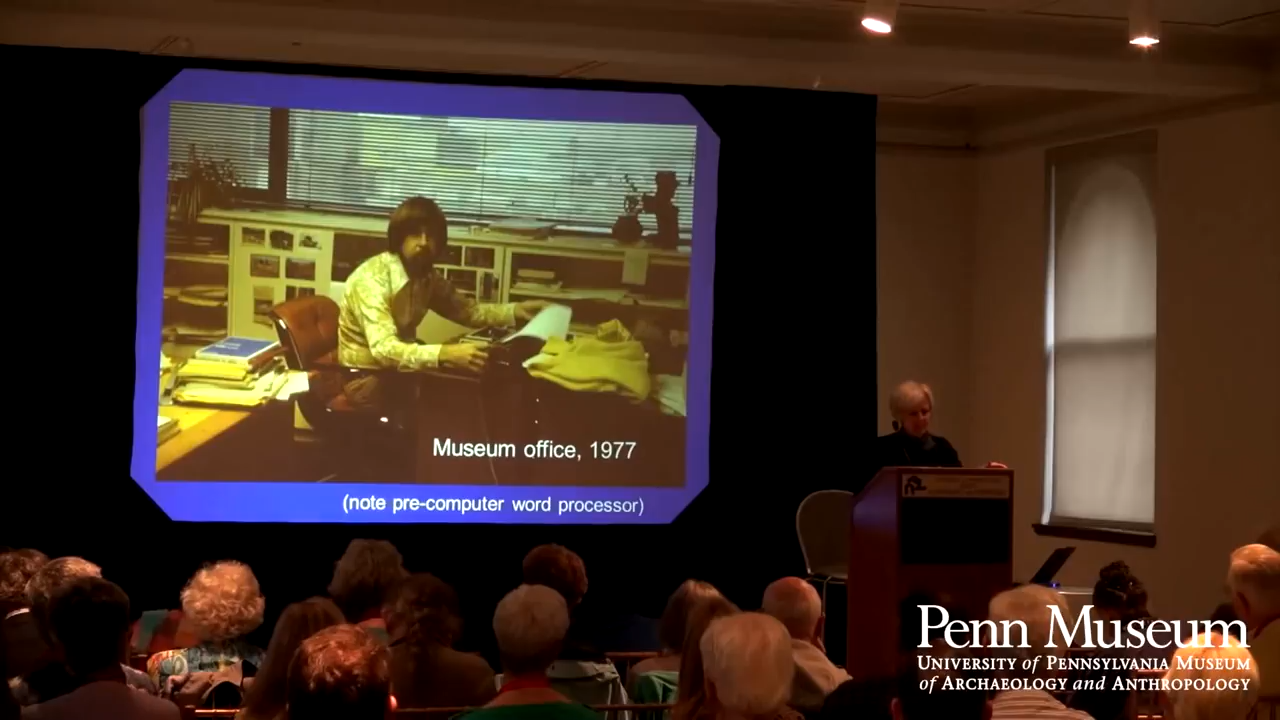 Museum office, 1977
(note pre-computer word processor)
Penn Museum
University of Pennsylvania Museum
of Archaeology and Anthropology